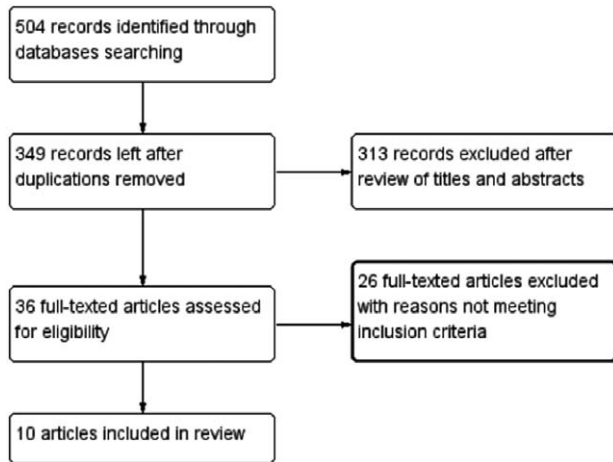 504 records identified through
databases searching
349 records left after
duplications removed
313 records excluded after
review of titles and abstracts
36 full-texted articles assessed
for eligibility
26 full-texted articles excluded
with reasons not meeting
inclusion criteria
10 articles included in review